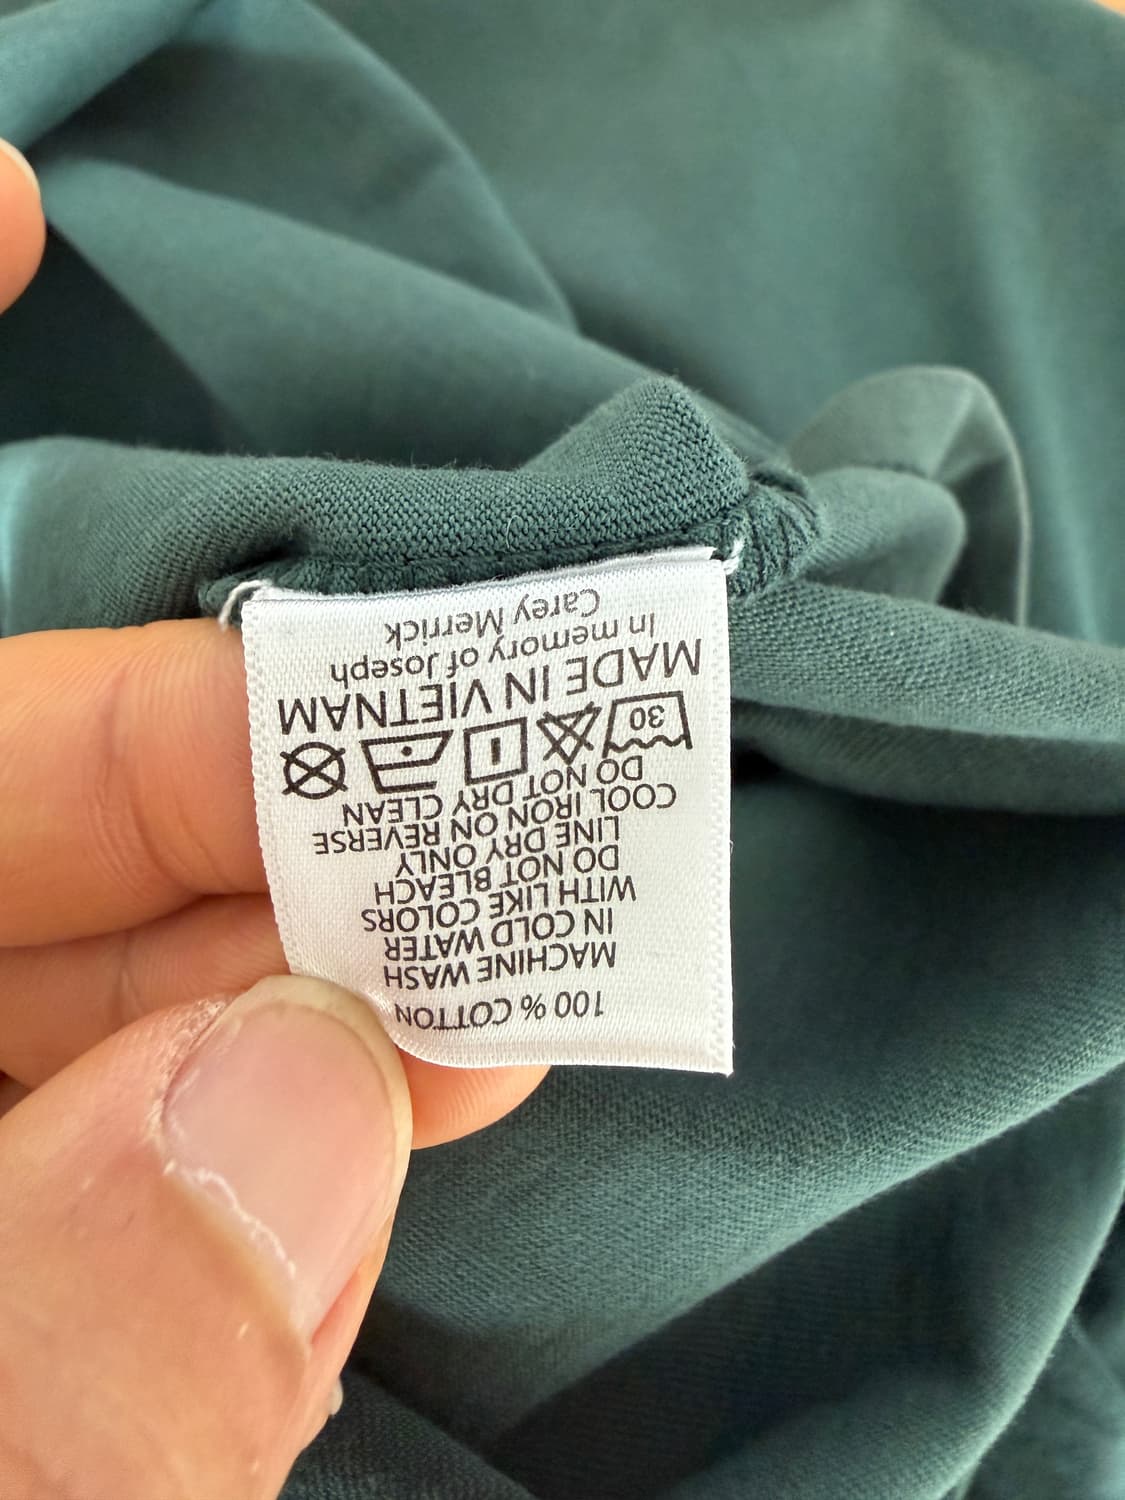 100 % COTTON
MACHINE WASH
IN COLD WATER
WITH LIKE COLORS
DO NOT BLEACH
LINE DRY ONLY
COOL IRON ON REVERSE
DO NOT DRY CLEAN
30
MADE IN VIETNAM
In memory of Joseph
Carey Merrick